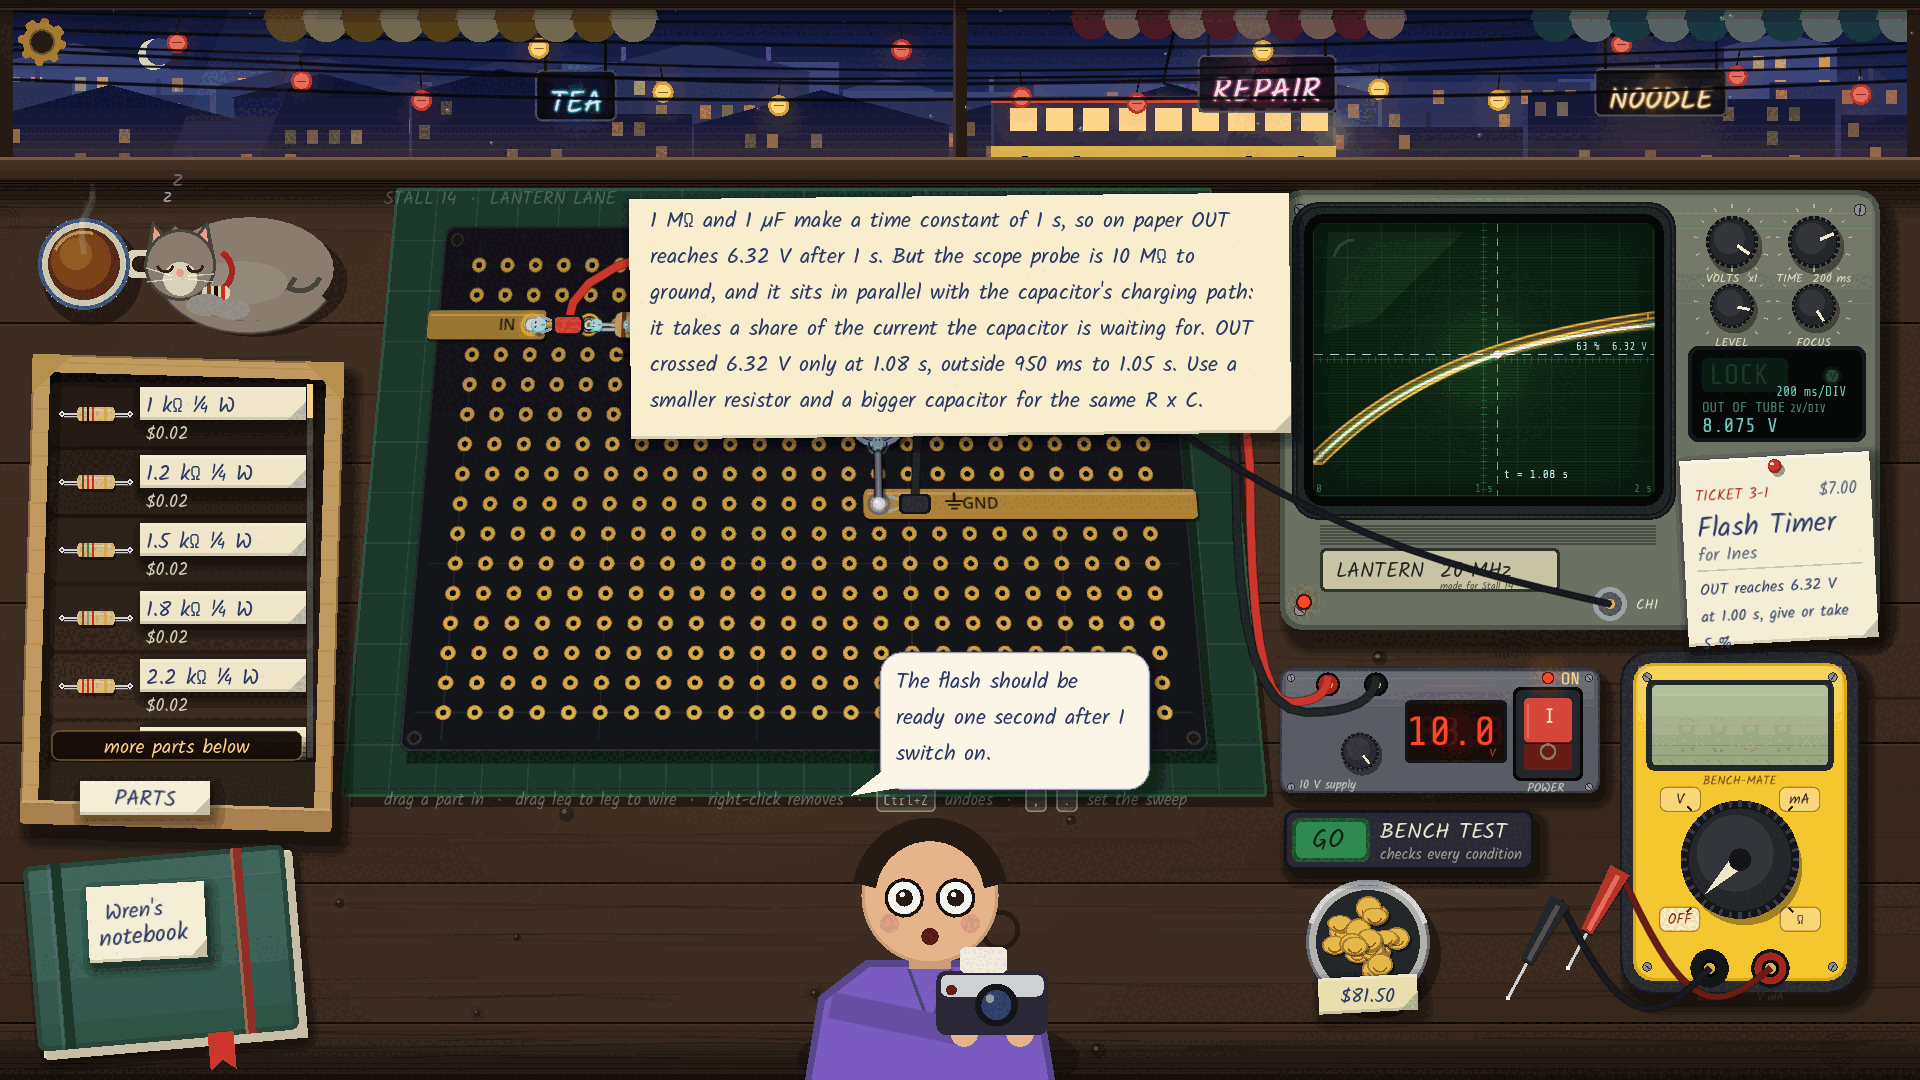 TEA
REPAIR
NOODLE
z
z
STALL 14 · LANTERN LANE
1 MΩ and 1 µF make a time constant of 1 s, so on paper OUT
reaches 6.32 V after 1 s. But the scope probe is 10 MΩ to
ground, and it sits in parallel with the capacitor's charging path:
it takes a share of the current the capacitor is waiting for. OUT
crossed 6.32 V only at 1.08 s, outside 950 ms to 1.05 s. Use a
smaller resistor and a bigger capacitor for the same R x C.
IN
GND
1 kΩ ¼ W
$0.02
1.2 kΩ ¼ W
$0.02
1.5 kΩ ¼ W
$0.02
1.8 kΩ ¼ W
$0.02
2.2 kΩ ¼ W
$0.02
more parts below
PARTS
Wren's
notebook
63 % 6.32 V
t = 1.08 s
0
1 s
2 s
VOLTS x1
TIME 200 ms
LEVEL
FOCUS
LOCK
200 ms/DIV
OUT OF TUBE 2V/DIV
8.075 V
LANTERN 20 MHz
made for Stall 14
CH1
TICKET 3-1 $7.00
Flash Timer
for Ines
OUT reaches 6.32 V
at 1.00 s, give or take
5 %
The flash should be
ready one second after I
switch on.
drag a part in · drag leg to leg to wire · right-click removes · Ctrl+Z undoes · , . set the sweep
10.0
V
10 V supply
ON
I
POWER
GO
BENCH TEST
checks every condition
$81.50
BENCH-MATE
V
mA
OFF
Ω